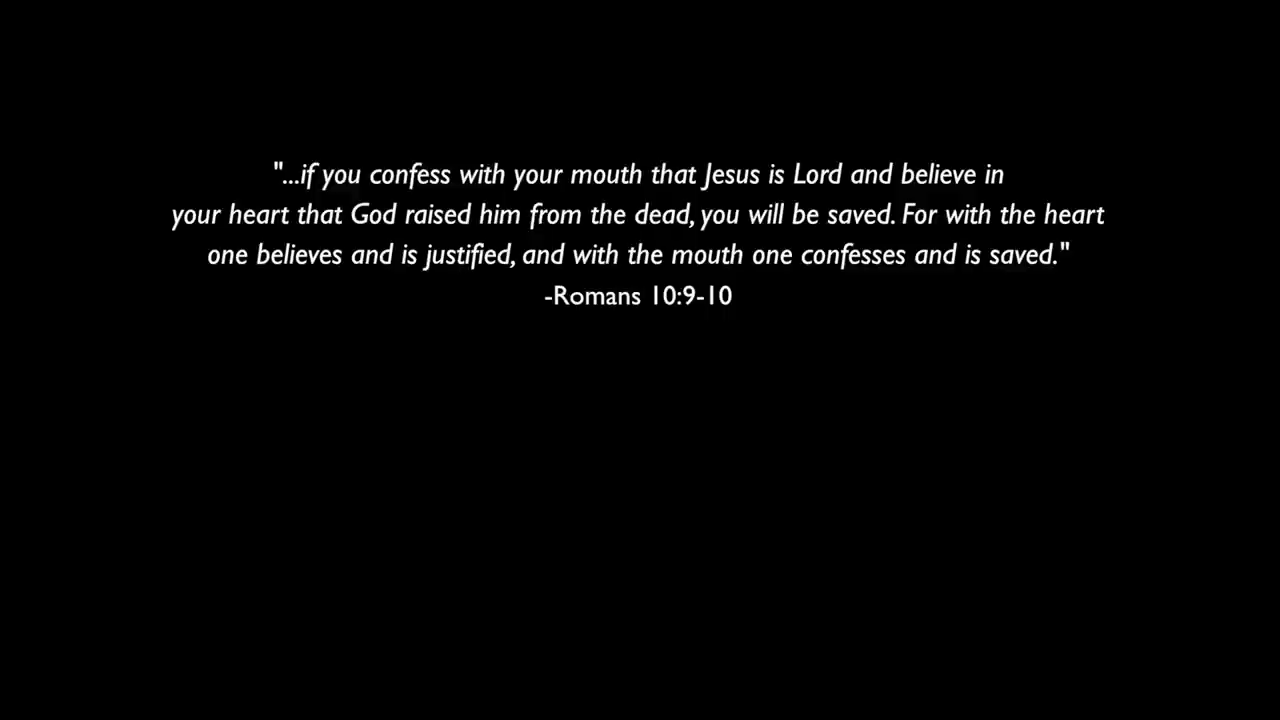 "...if you confess with your mouth that Jesus is Lord and believe in
your heart that God raised him from the dead, you will be saved. For with the heart
one believes and is justified, and with the mouth one confesses and is saved."
-Romans 10:9-10